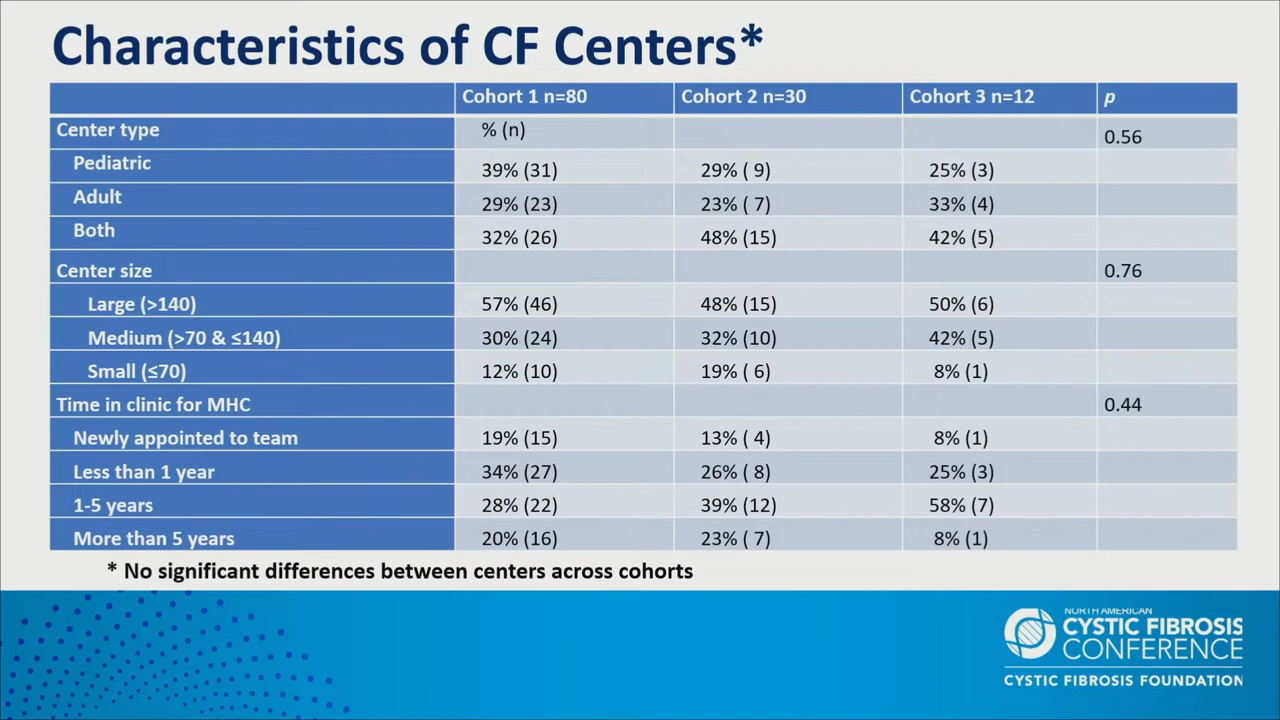 Characteristics of CF Centers*
Cohort 1 n=80 Cohort 2 n=30 Cohort 3 n=12 p
Center type % (n) 0.56
Pediatric 39% (31) 29% ( 9) 25% (3)
Adult 29% (23) 23% ( 7) 33% (4)
Both 32% (26) 48% (15) 42% (5)
Center size 0.76
Large (>140) 57% (46) 48% (15) 50% (6)
Medium (>70 & ≤140) 30% (24) 32% (10) 42% (5)
Small (≤70) 12% (10) 19% ( 6) 8% (1)
Time in clinic for MHC 0.44
Newly appointed to team 19% (15) 13% ( 4) 8% (1)
Less than 1 year 34% (27) 26% ( 8) 25% (3)
1-5 years 28% (22) 39% (12) 58% (7)
More than 5 years 20% (16) 23% ( 7) 8% (1)
* No significant differences between centers across cohorts
NORTH AMERICAN
CYSTIC FIBROSIS
CONFERENCE
CYSTIC FIBROSIS FOUNDATION